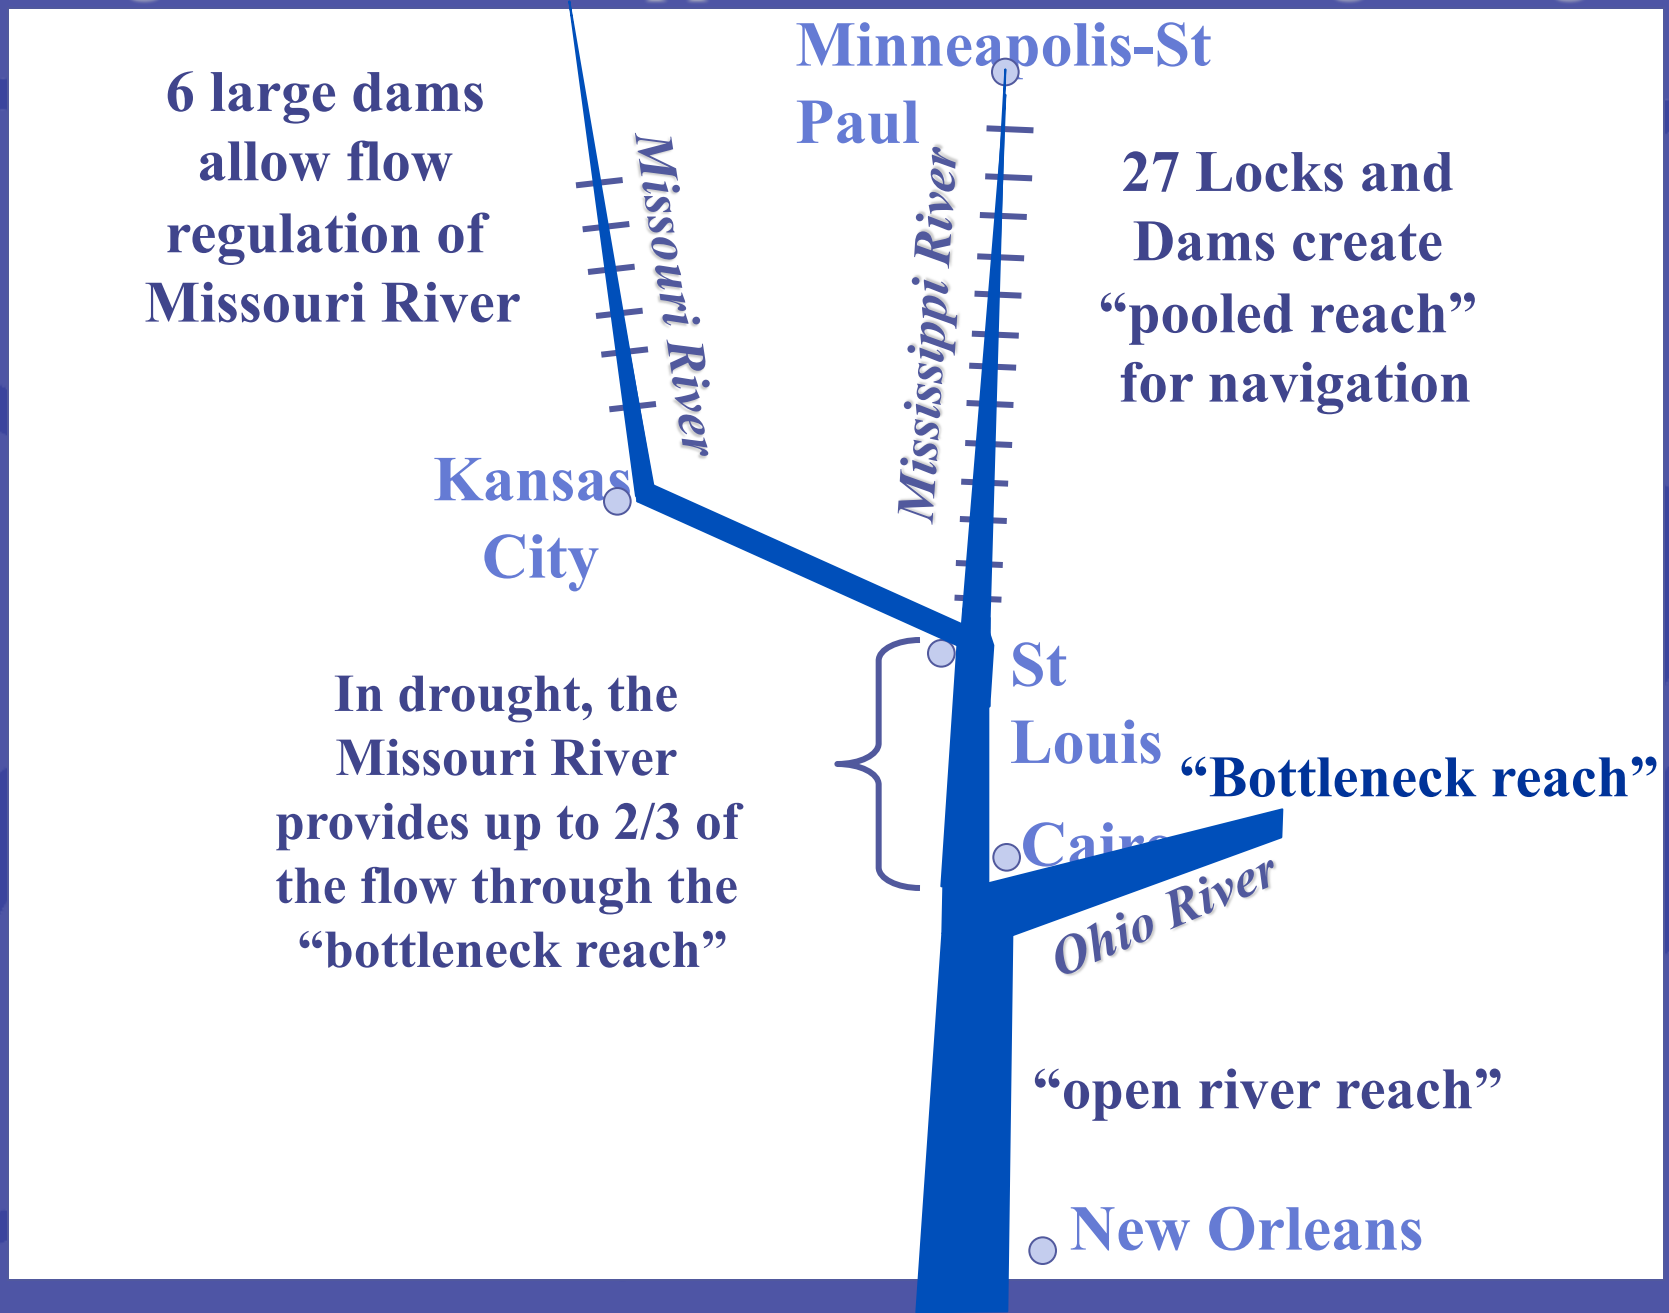 Minneapolis-St
Paul
6 large dams
allow flow
regulation of
Missouri River
Missouri River
Mississippi River
27 Locks and
Dams create
“pooled reach”
for navigation
Kansas
City
St
Louis
In drought, the
Missouri River
provides up to 2/3 of
the flow through the
“bottleneck reach”
“Bottleneck reach”
Cairo
Ohio River
“open river reach”
New Orleans